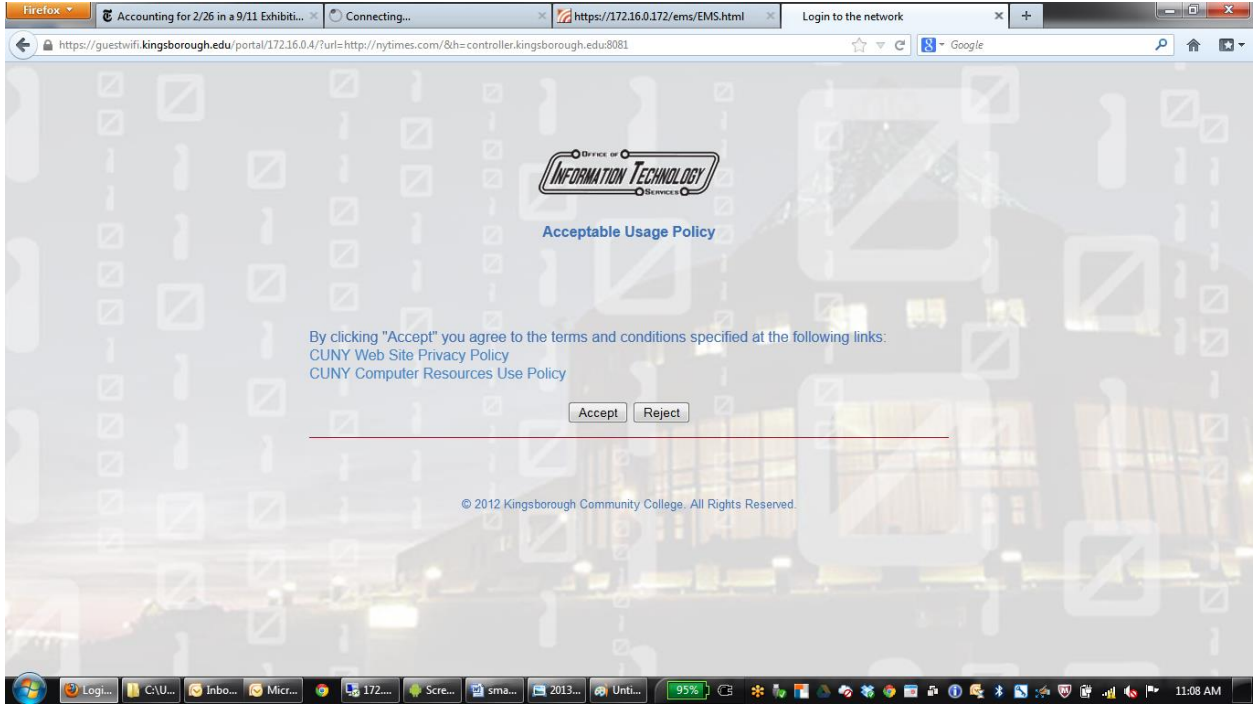 Firefox
Accounting for 2/26 in a 9/11 Exhibiti...
Connecting...
https://172.16.0.172/ems/EMS.html
Login to the network
https://guestwifi.kingsborough.edu/portal/172.16.0.4/?url=http://nytimes.com/&h=controller.kingsborough.edu:8081
Google
OFFICE OF
INFORMATION TECHNOLOGY
SERVICES
Acceptable Usage Policy
By clicking "Accept" you agree to the terms and conditions specified at the following links:
CUNY Web Site Privacy Policy
CUNY Computer Resources Use Policy
Accept Reject
© 2012 Kingsborough Community College. All Rights Reserved.
Logi... C:\U... Inbo... Micr... 172.... Scre... sma... 2013... Unti... 95% 11:08 AM